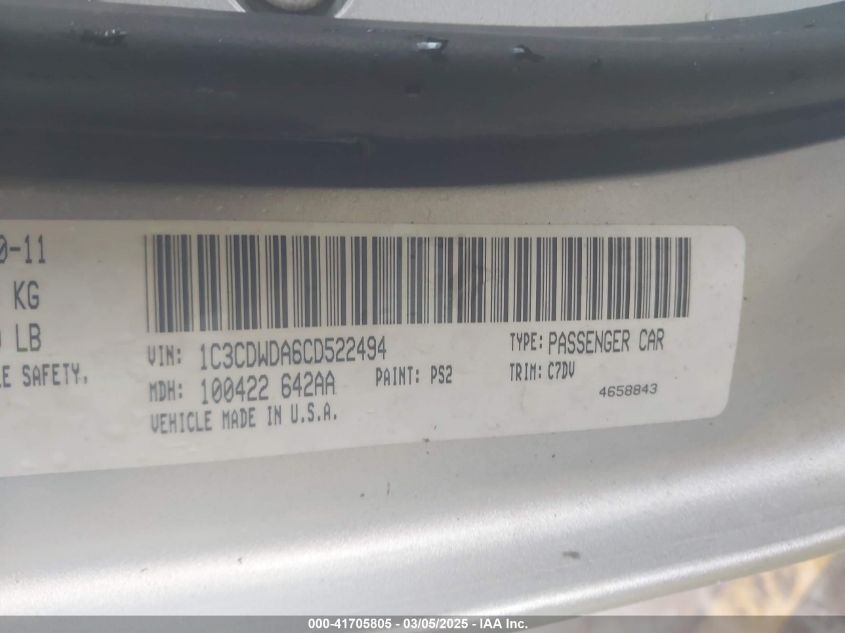 0-11
KG
LB
SAFETY.
VIN: 1C3CDWDA6CD522494
TYPE: PASSENGER CAR
MDH: 100422 642AA
PAINT: PS2
TRIM: C7DV
VEHICLE MADE IN U.S.A.
4658843
000-41705805 - 03/05/2025 - IAA Inc.